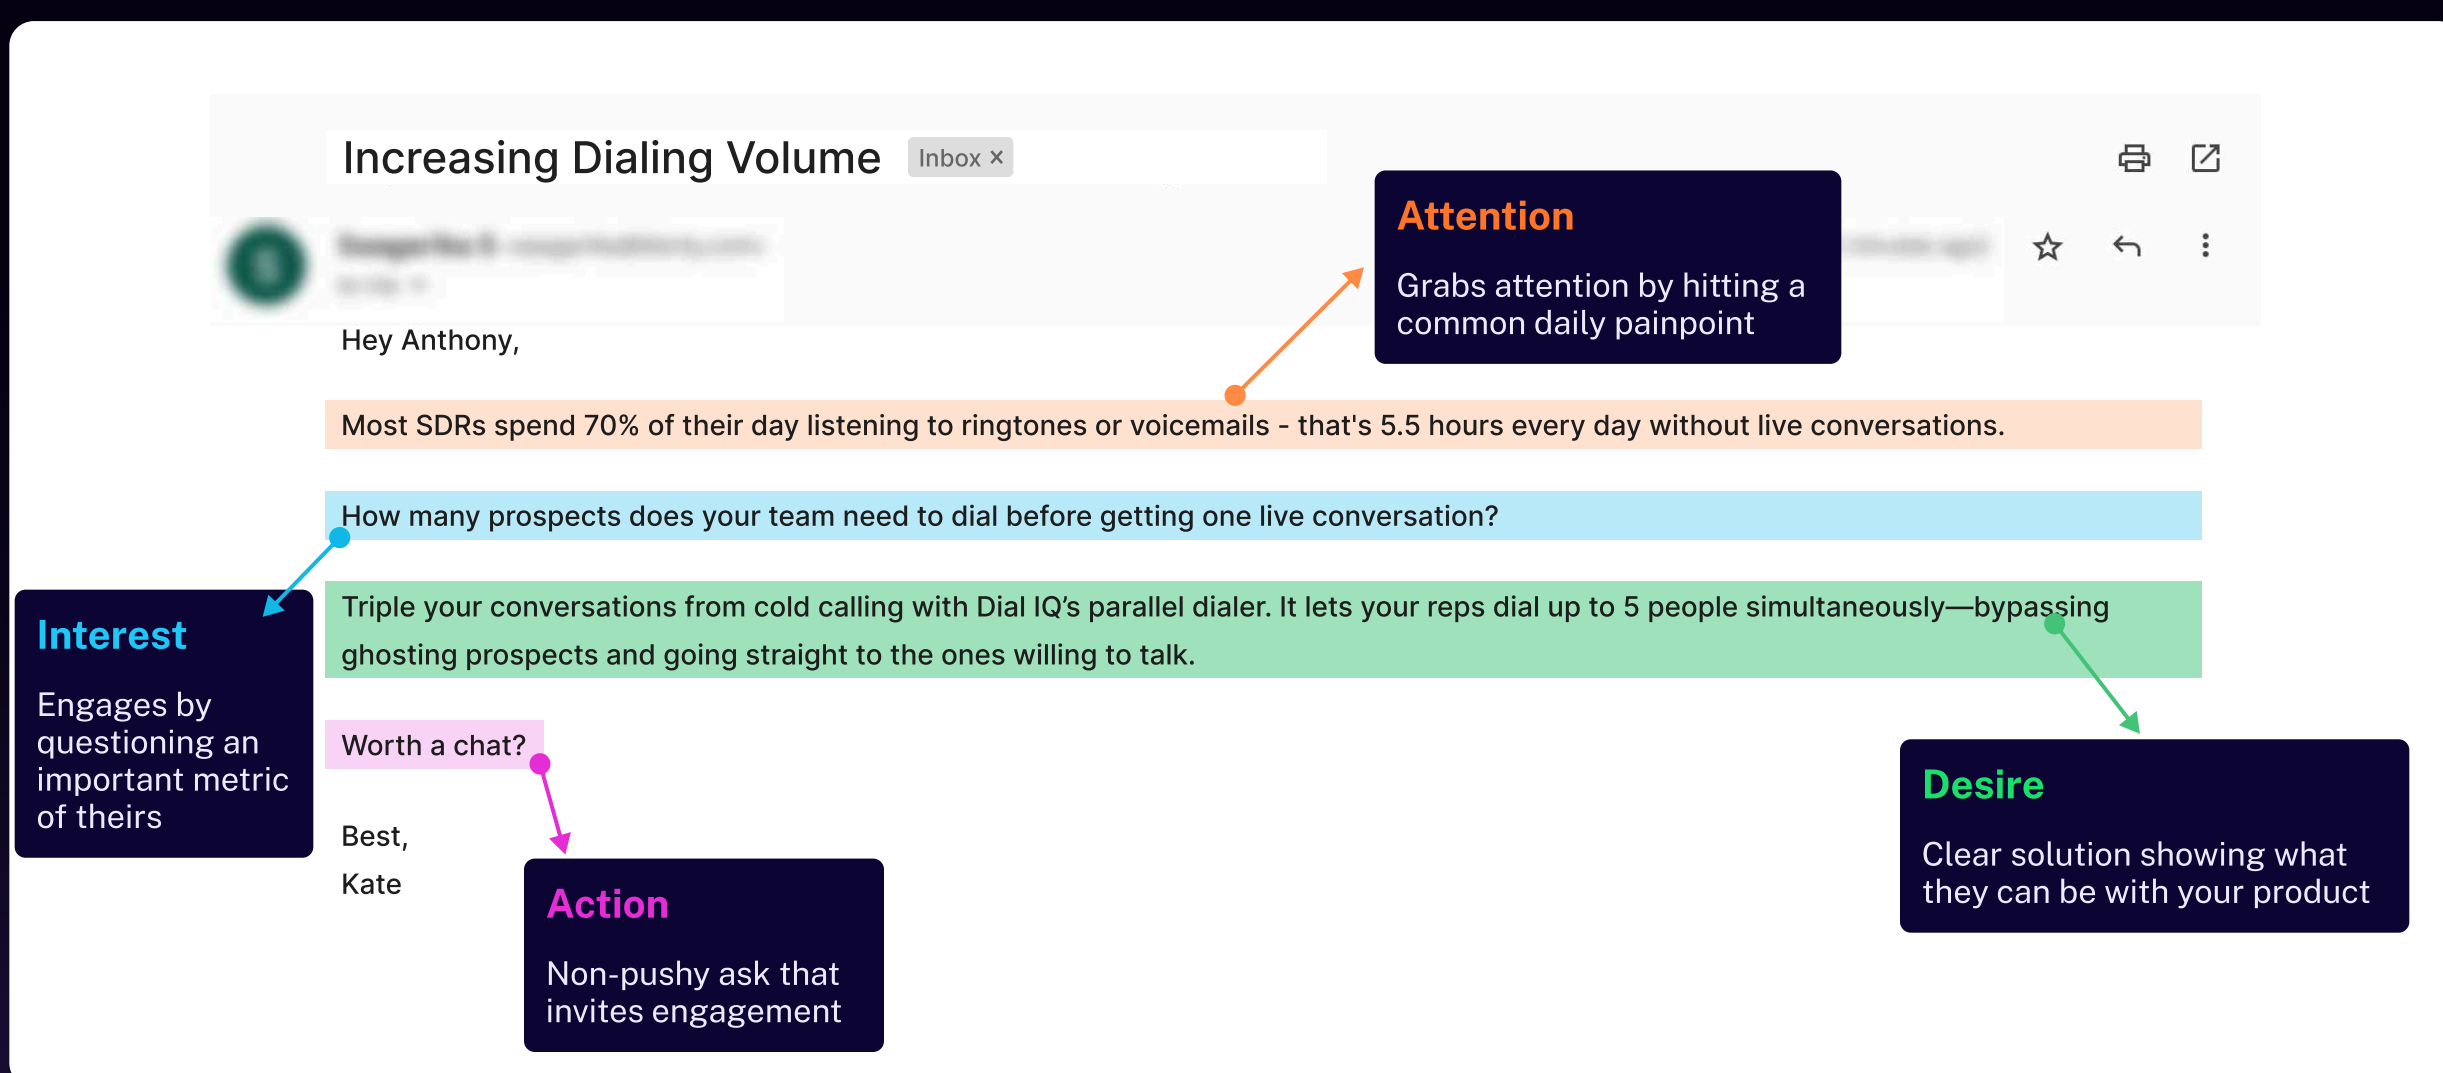 Increasing Dialing Volume
Inbox ×
Attention
Grabs attention by hitting a
common daily painpoint
Hey Anthony,
Most SDRs spend 70% of their day listening to ringtones or voicemails - that's 5.5 hours every day without live conversations.
How many prospects does your team need to dial before getting one live conversation?
Interest
Engages by
questioning an
important metric
of theirs
Triple your conversations from cold calling with Dial IQ’s parallel dialer. It lets your reps dial up to 5 people simultaneously—bypassing
ghosting prospects and going straight to the ones willing to talk.
Desire
Clear solution showing what
they can be with your product
Worth a chat?
Action
Non-pushy ask that
invites engagement
Best,
Kate